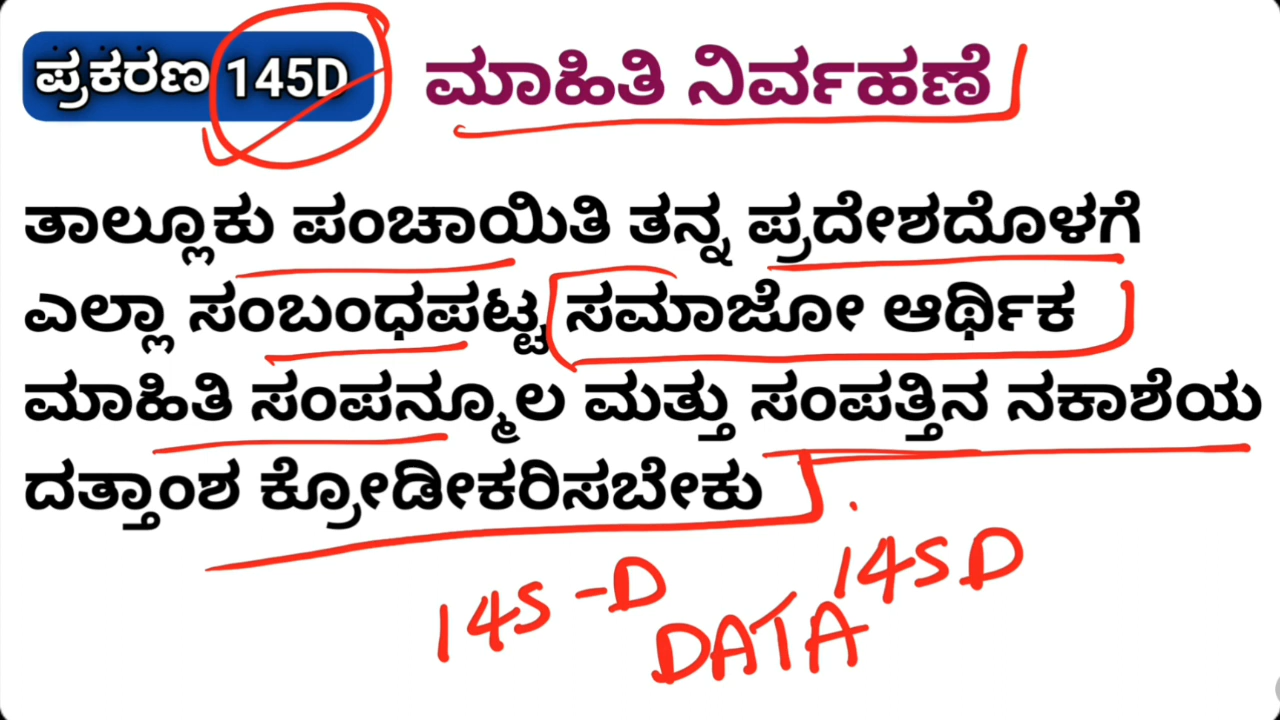 ಪ್ರಕರಣ 145D ಮಾಹಿತಿ ನಿರ್ವಹಣೆ
ತಾಲ್ಲೂಕು ಪಂಚಾಯಿತಿ ತನ್ನ ಪ್ರದೇಶದೊಳಗೆ
ಎಲ್ಲಾ ಸಂಬಂಧಪಟ್ಟ ಸಮಾಜೋ ಆರ್ಥಿಕ
ಮಾಹಿತಿ ಸಂಪನ್ಮೂಲ ಮತ್ತು ಸಂಪತ್ತಿನ ನಕಾಶೆಯ
ದತ್ತಾಂಶ ಕ್ರೋಡೀಕರಿಸಬೇಕು
145-D 145D
DATA